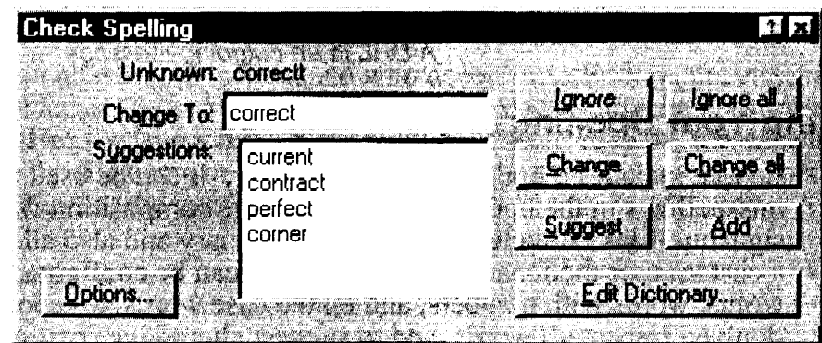 Check Spelling
Unknown: correctt
Change To: correct
Ignore
Ignore all
Suggestions:
current
contract
perfect
corner
Change
Change all
Suggest
Add
Options...
Edit Dictionary...